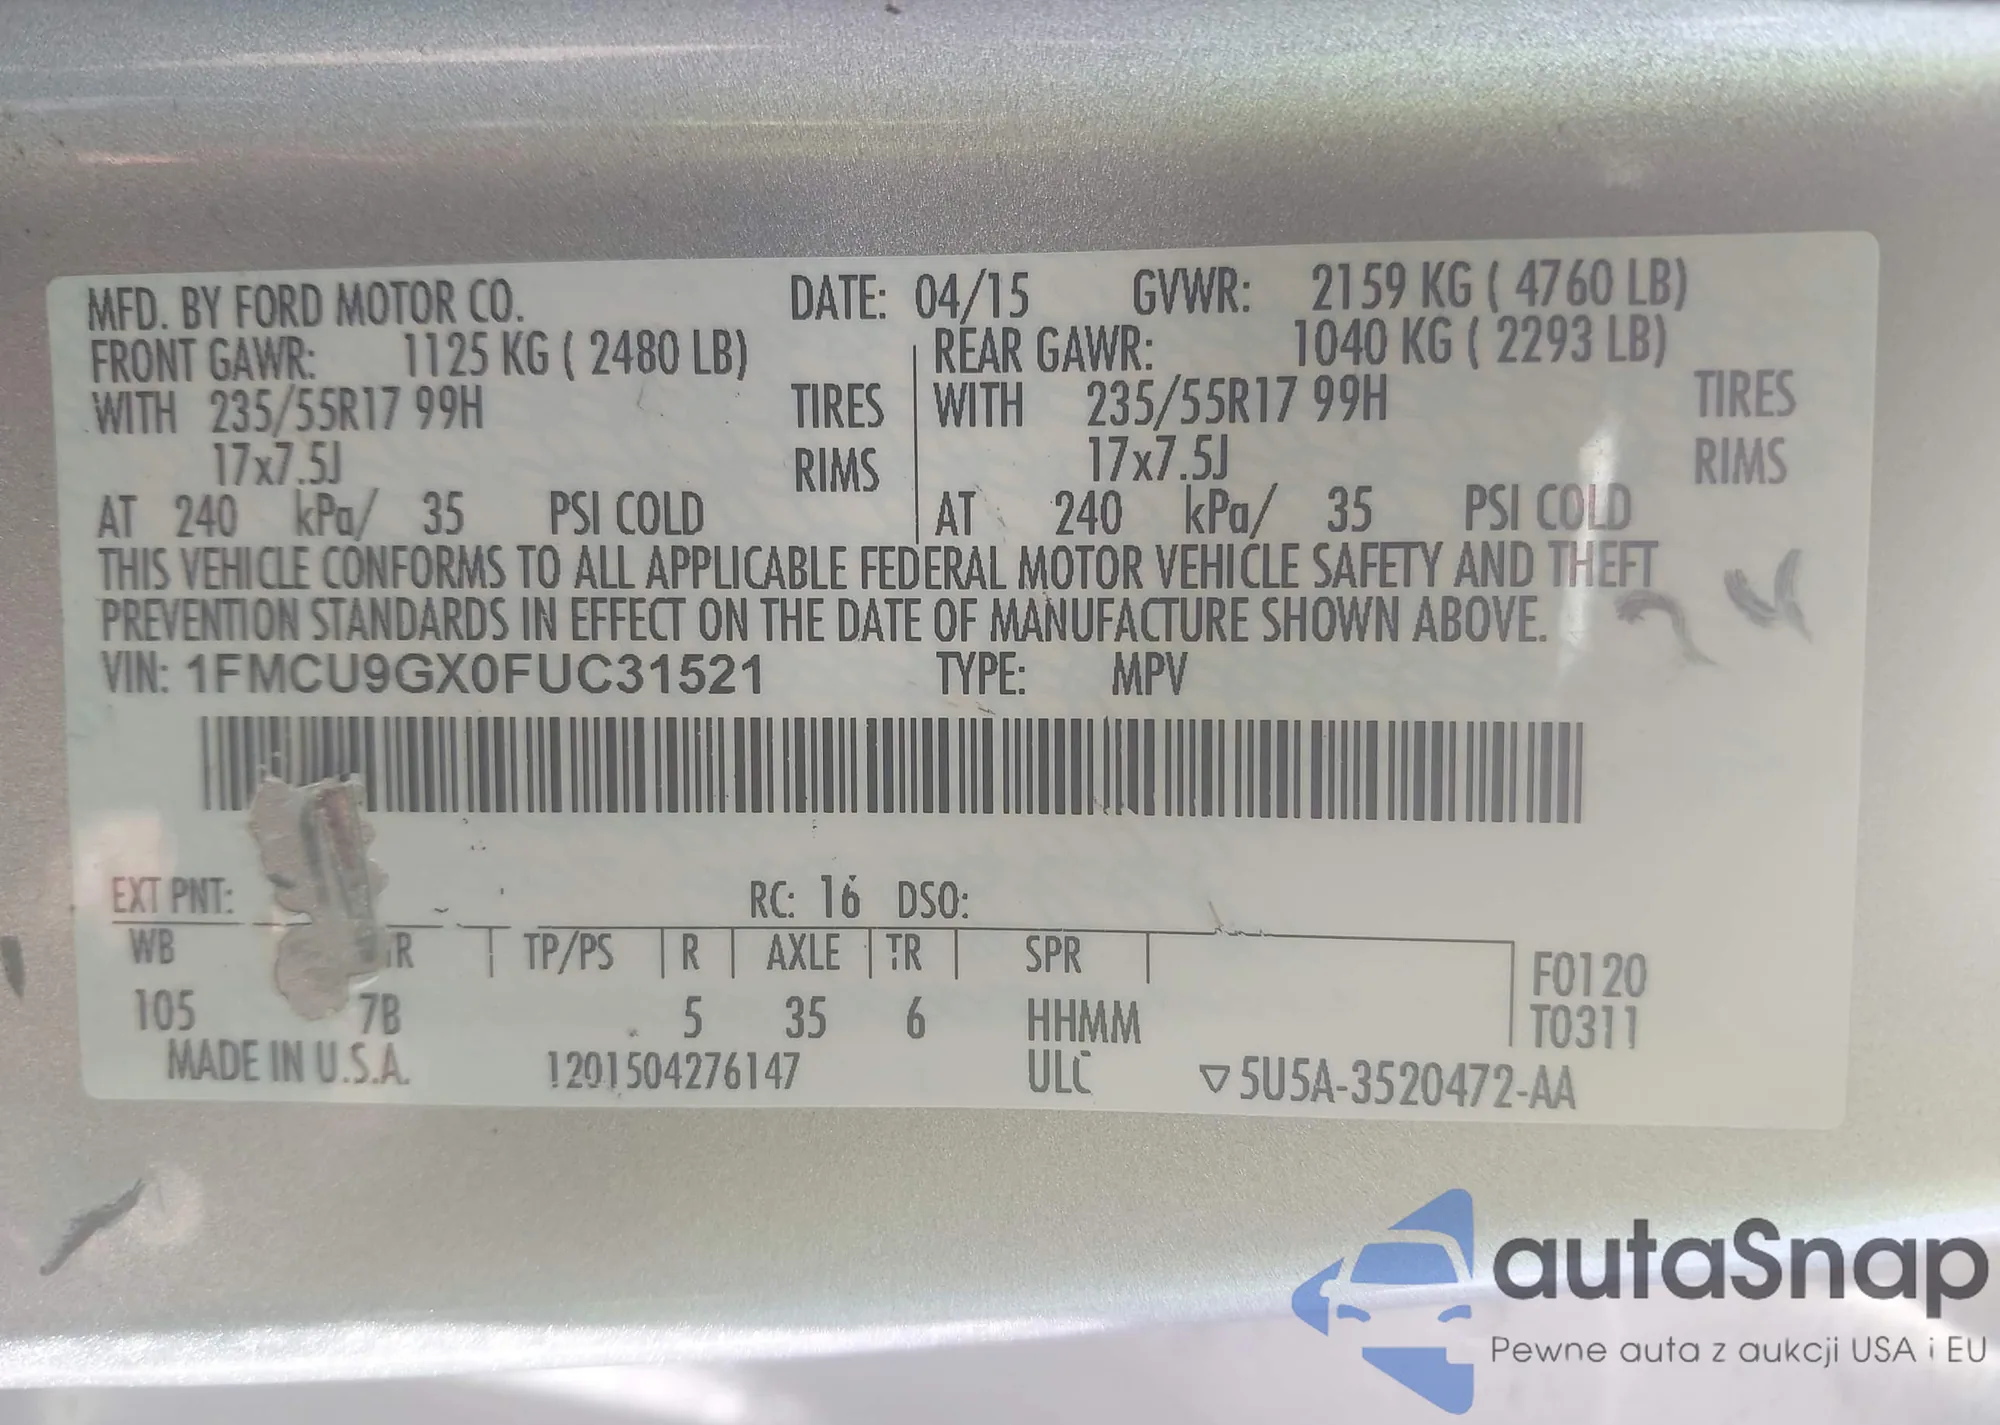 MFD. BY FORD MOTOR CO. DATE: 04/15 GVWR: 2159 KG ( 4760 LB)
FRONT GAWR: 1125 KG ( 2480 LB) REAR GAWR: 1040 KG ( 2293 LB)
WITH 235/55R17 99H TIRES WITH 235/55R17 99H TIRES
17x7.5J RIMS 17x7.5J RIMS
AT 240 kPa/ 35 PSI COLD AT 240 kPa/ 35 PSI COLD
THIS VEHICLE CONFORMS TO ALL APPLICABLE FEDERAL MOTOR VEHICLE SAFETY AND THEFT
PREVENTION STANDARDS IN EFFECT ON THE DATE OF MANUFACTURE SHOWN ABOVE.
VIN: 1FMCU9GX0FUC31521 TYPE: MPV
EXT PNT: RC: 16 DSO:
WB R TP/PS R AXLE TR SPR F0120
105 7B 5 35 6 HHMM T0311
MADE IN U.S.A. 1201504276147 ULC ▽5U5A-3520472-AA
autaSnap
Pewne auta z aukcji USA i EU